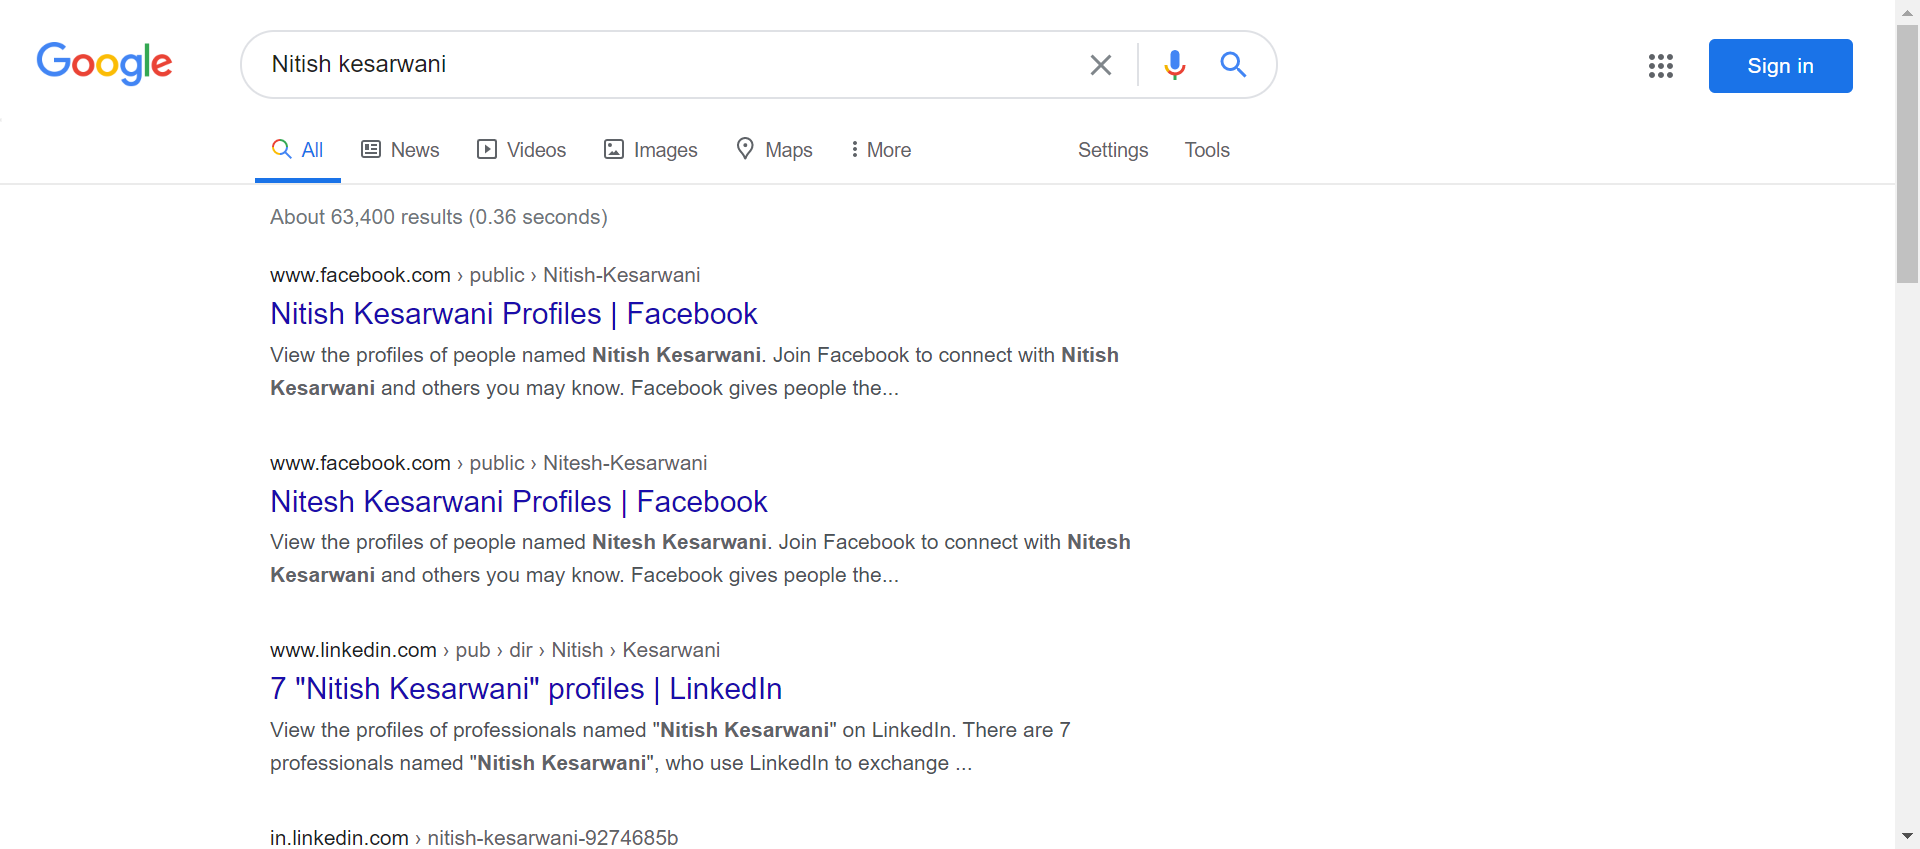 Google
Nitish kesarwani
Sign in
All News Videos Images Maps More Settings Tools
About 63,400 results (0.36 seconds)
www.facebook.com › public › Nitish-Kesarwani
Nitish Kesarwani Profiles | Facebook
View the profiles of people named Nitish Kesarwani. Join Facebook to connect with Nitish
Kesarwani and others you may know. Facebook gives people the...
www.facebook.com › public › Nitesh-Kesarwani
Nitesh Kesarwani Profiles | Facebook
View the profiles of people named Nitesh Kesarwani. Join Facebook to connect with Nitesh
Kesarwani and others you may know. Facebook gives people the...
www.linkedin.com › pub › dir › Nitish › Kesarwani
7 "Nitish Kesarwani" profiles | LinkedIn
View the profiles of professionals named "Nitish Kesarwani" on LinkedIn. There are 7
professionals named "Nitish Kesarwani", who use LinkedIn to exchange ...
in.linkedin.com › nitish-kesarwani-9274685b